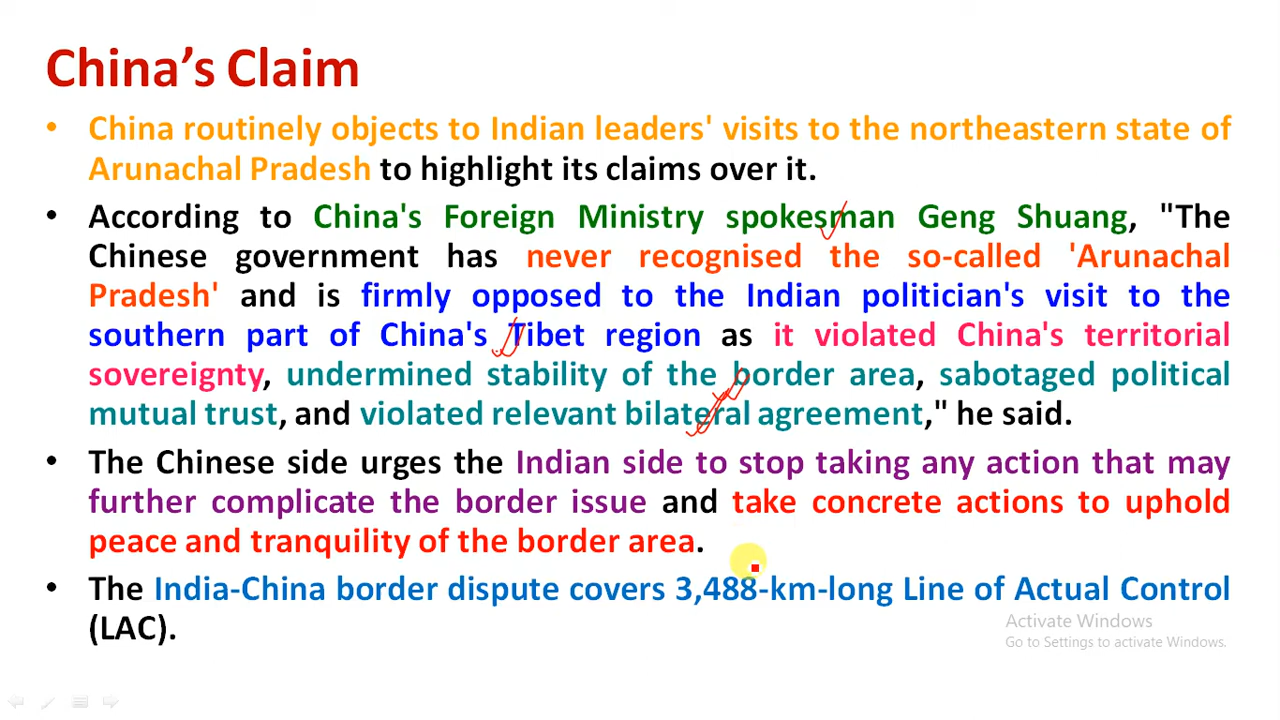 China’s Claim
• China routinely objects to Indian leaders' visits to the northeastern state of
Arunachal Pradesh to highlight its claims over it.
• According to China's Foreign Ministry spokesman Geng Shuang, "The
Chinese government has never recognised the so-called 'Arunachal
Pradesh' and is firmly opposed to the Indian politician's visit to the
southern part of China's Tibet region as it violated China's territorial
sovereignty, undermined stability of the border area, sabotaged political
mutual trust, and violated relevant bilateral agreement," he said.
• The Chinese side urges the Indian side to stop taking any action that may
further complicate the border issue and take concrete actions to uphold
peace and tranquility of the border area.
• The India-China border dispute covers 3,488-km-long Line of Actual Control
(LAC).
Activate Windows
Go to Settings to activate Windows.